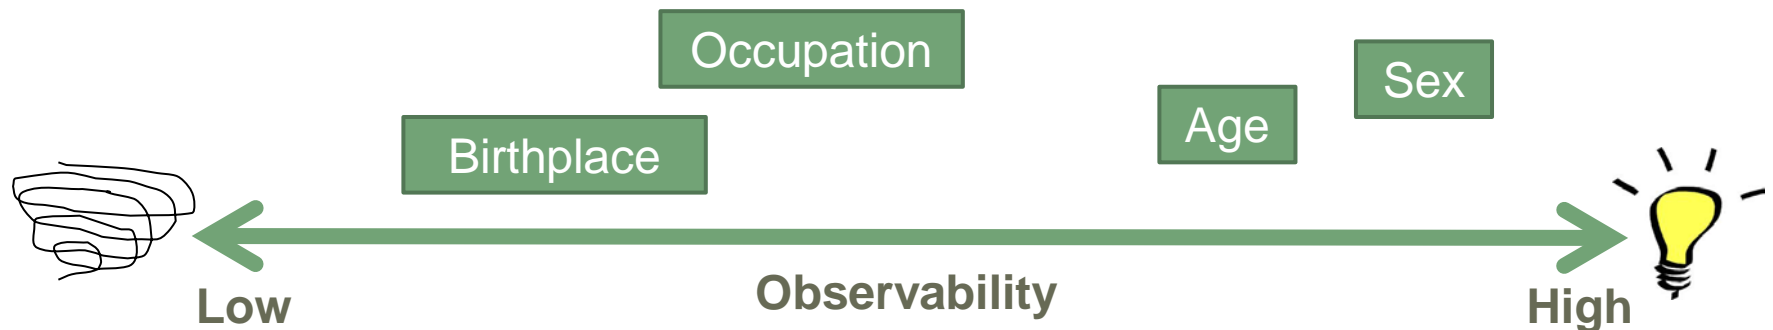 Occupation
Sex
Age
Birthplace
Low
Observability
High